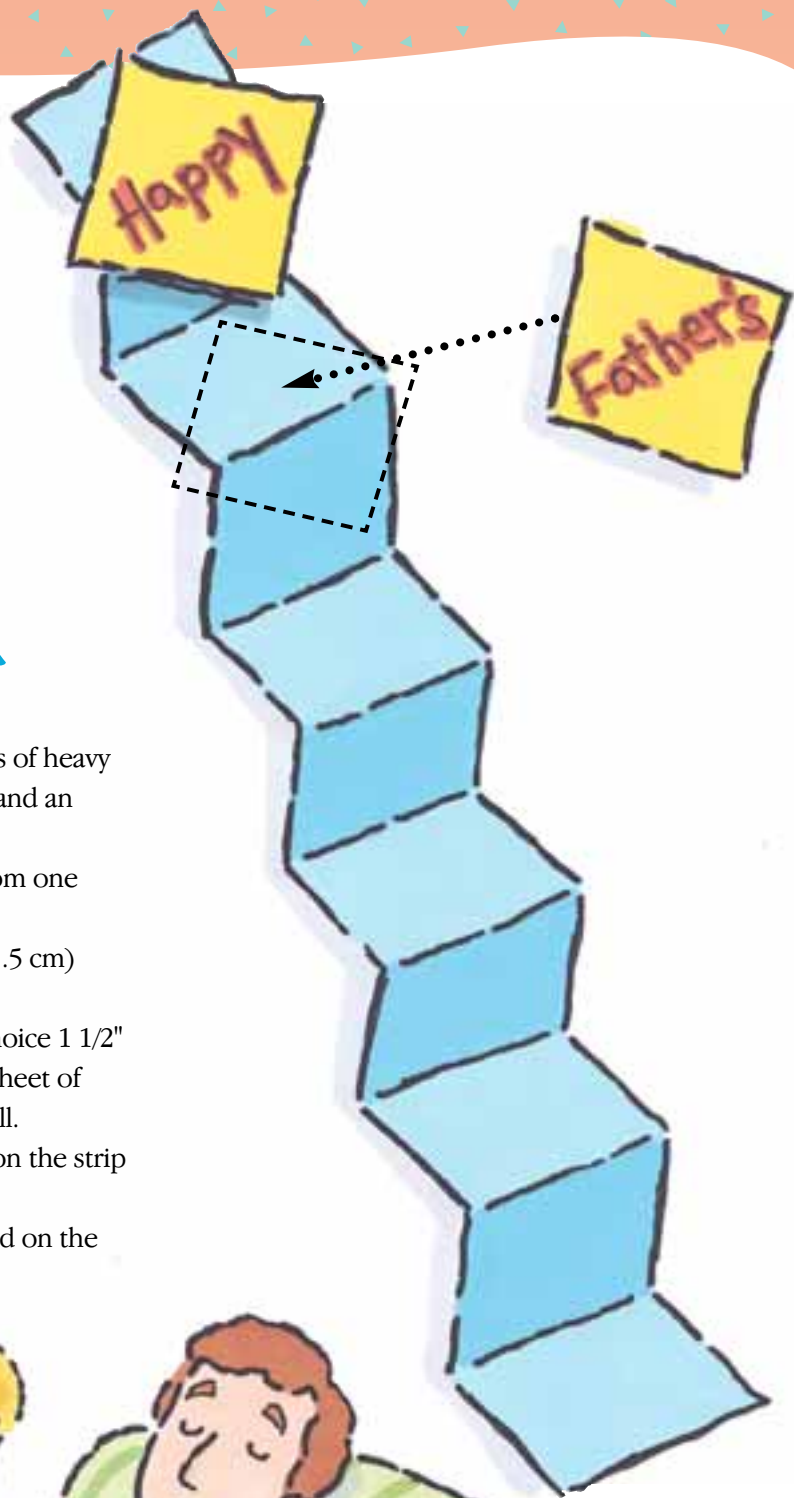 Happy
Father's
s of heavy
and an
om one
.5 cm)
oice 1 1/2"
heet of
ll.
on the strip
d on the